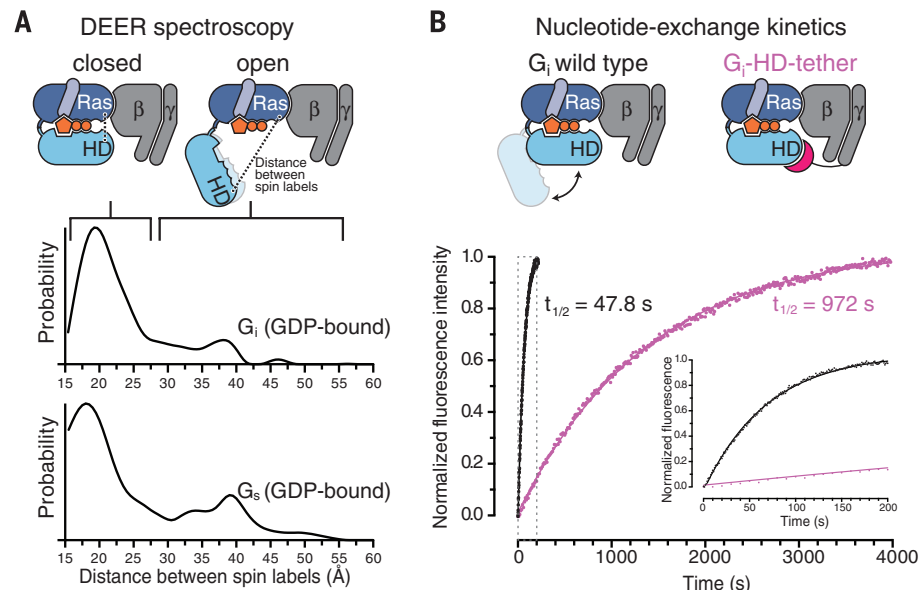 A DEER spectroscopy
closed open
Ras β γ
HD
Ras β γ
HD
Distance
between
spin labels
Probability
Gi (GDP-bound)
15 20 25 30 35 40 45 50 55 60
Probability
Gs (GDP-bound)
15 20 25 30 35 40 45 50 55 60
Distance between spin labels (Å)
B Nucleotide-exchange kinetics
Gi wild type Gi-HD-tether
Ras β γ
HD
Ras β γ
HD
Normalized fluorescence intensity
1.0
0.8
0.6
0.4
0.2
0.0
t1/2 = 47.8 s
t1/2 = 972 s
0 1000 2000 3000 4000
Time (s)
Normalized fluorescence
1.0
0.8
0.6
0.4
0.2
0.0
0 50 100 150 200
Time (s)